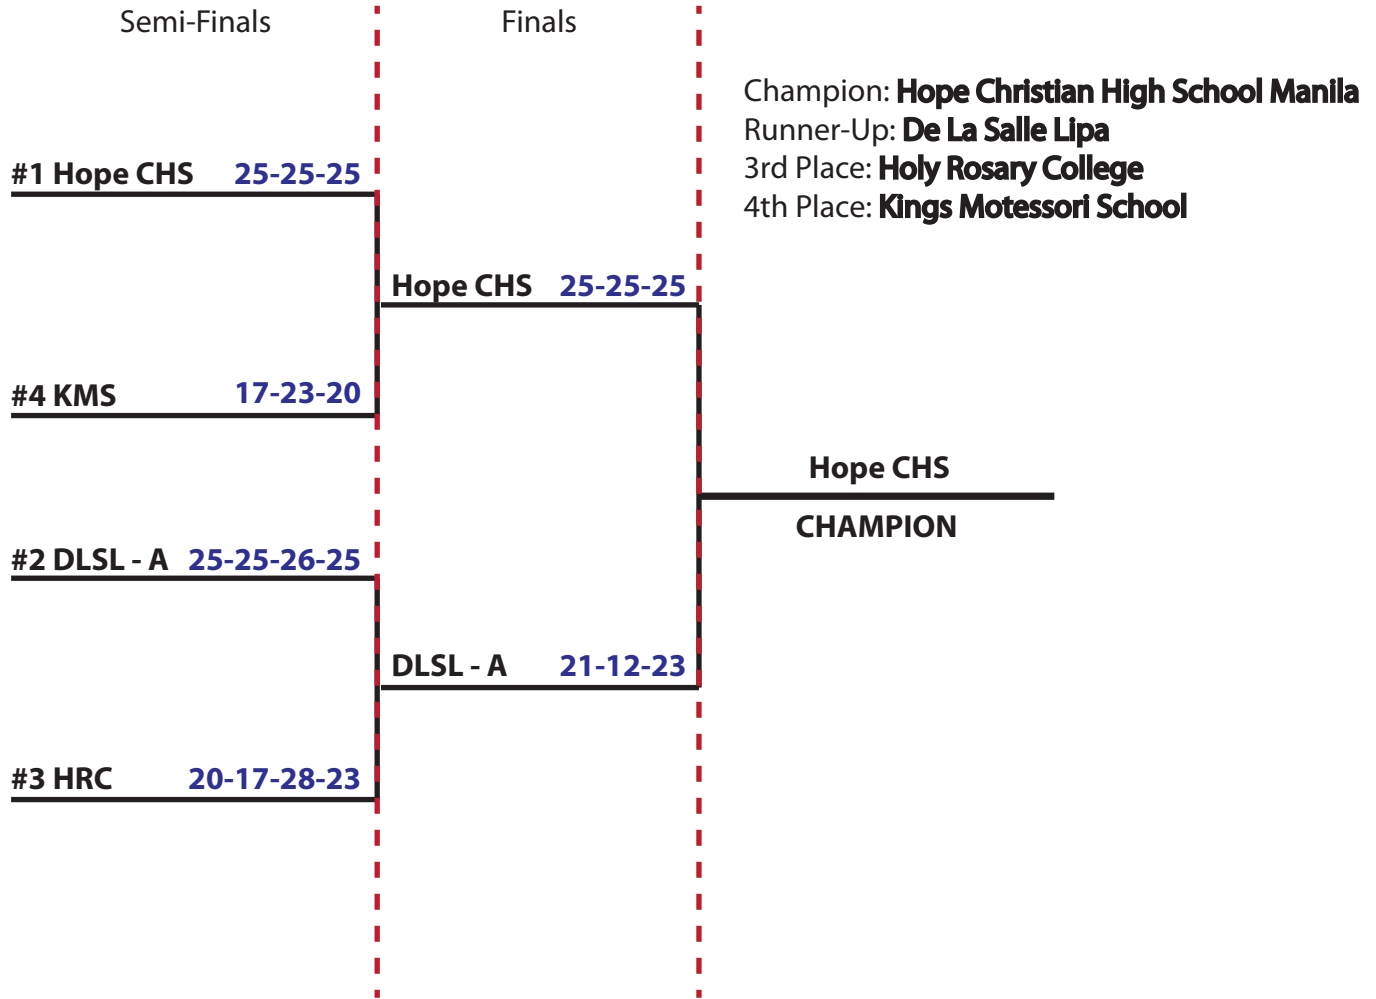 Semi-Finals
Finals
Champion: Hope Christian High School Manila
Runner-Up: De La Salle Lipa
3rd Place: Holy Rosary College
4th Place: Kings Motessori School
#1 Hope CHS 25-25-25
Hope CHS 25-25-25
#4 KMS 17-23-20
Hope CHS
CHAMPION
#2 DLSL - A 25-25-26-25
DLSL - A 21-12-23
#3 HRC 20-17-28-23